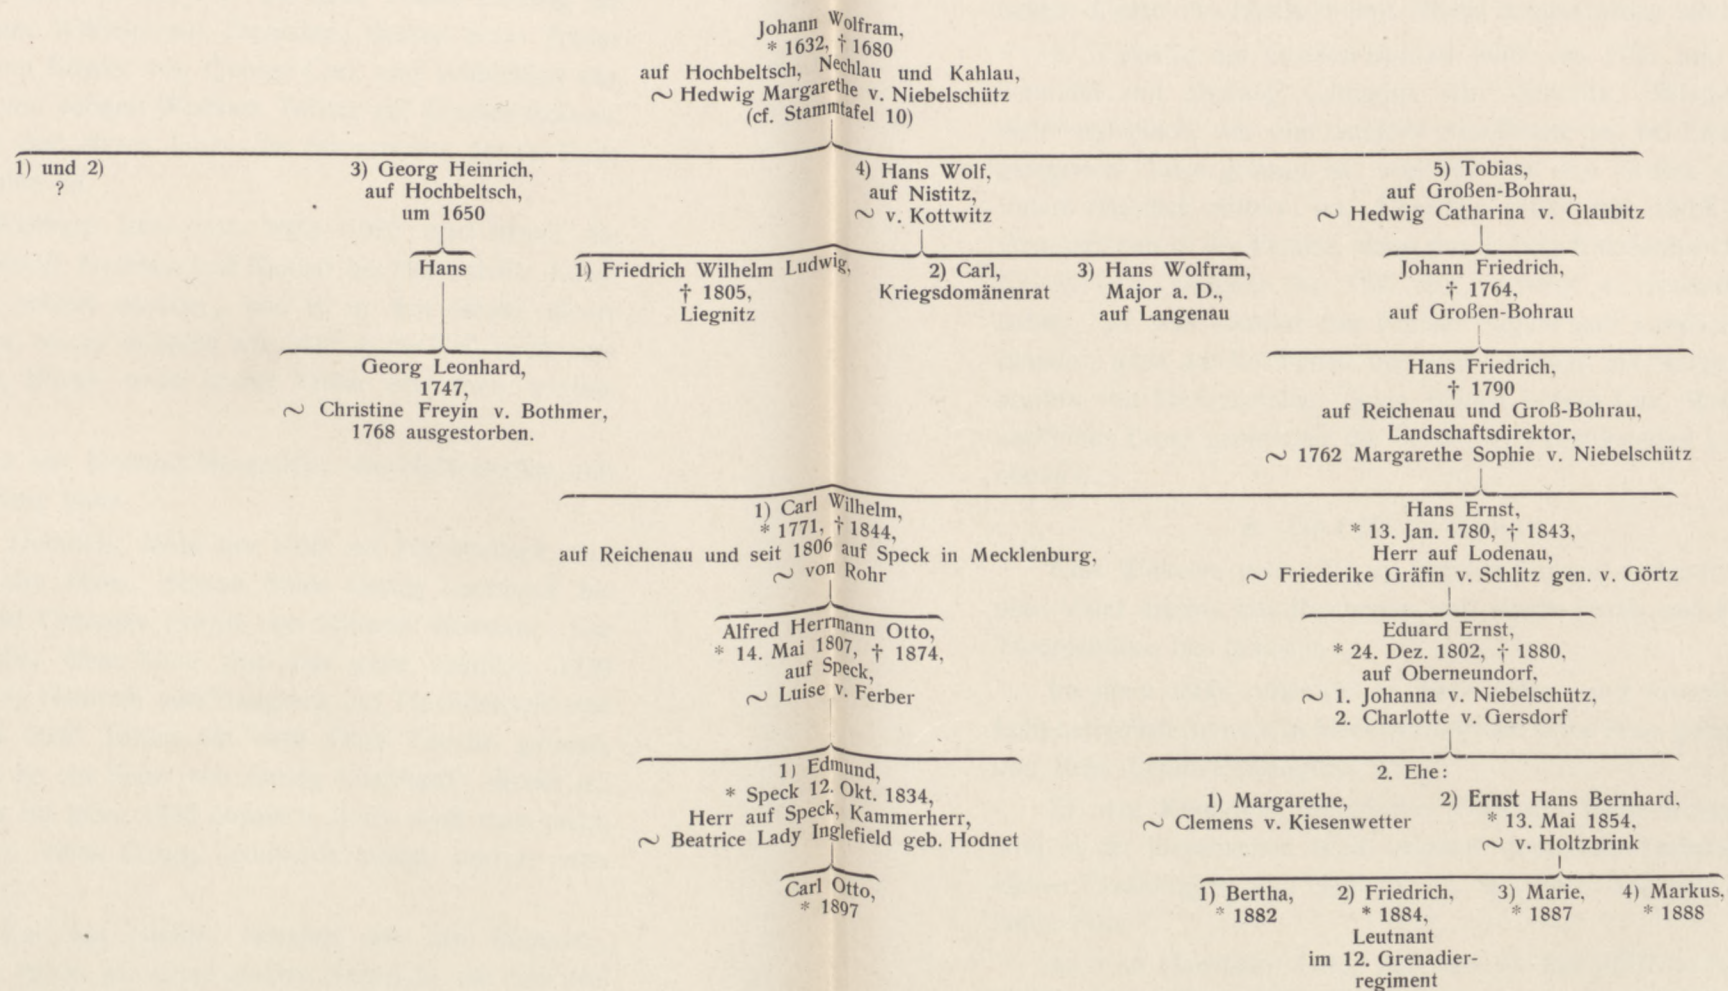 Johann Wolfram,
* 1632, † 1680
auf Hochbeltsch, Nechlau und Kahlau,
∼ Hedwig Margarethe v. Niebelschütz
(cf. Stammtafel 10)
1) und 2)
?
3) Georg Heinrich,
auf Hochbeltsch,
um 1650
4) Hans Wolf,
auf Nistitz,
∼ v. Kottwitz
5) Tobias,
auf Großen-Bohrau,
∼ Hedwig Catharina v. Glaubitz
Hans
1) Friedrich Wilhelm Ludwig,
† 1805,
Liegnitz
2) Carl,
Kriegsdomänenrat
3) Hans Wolfram,
Major a. D.,
auf Langenau
Johann Friedrich,
† 1764,
auf Großen-Bohrau
Georg Leonhard,
1747,
∼ Christine Freyin v. Bothmer,
1768 ausgestorben.
Hans Friedrich,
† 1790
auf Reichenau und Groß-Bohrau,
Landschaftsdirektor,
∼ 1762 Margarethe Sophie v. Niebelschütz
1) Carl Wilhelm,
* 1771, † 1844,
auf Reichenau und seit 1806 auf Speck in Mecklenburg,
∼ von Rohr
Hans Ernst,
* 13. Jan. 1780, † 1843,
Herr auf Lodenau,
∼ Friederike Gräfin v. Schlitz gen. v. Görtz
Alfred Herrmann Otto,
* 14. Mai 1807, † 1874,
auf Speck,
∼ Luise v. Ferber
Eduard Ernst,
* 24. Dez. 1802, † 1880,
auf Oberneundorf,
∼ 1. Johanna v. Niebelschütz,
2. Charlotte v. Gersdorf
1) Edmund,
* Speck 12. Okt. 1834,
Herr auf Speck, Kammerherr,
∼ Beatrice Lady Inglefield geb. Hodnet
2. Ehe:
1) Margarethe,
∼ Clemens v. Kiesenwetter
2) Ernst Hans Bernhard,
* 13. Mai 1854,
∼ v. Holtzbrink
Carl Otto,
* 1897
1) Bertha,
* 1882
2) Friedrich,
* 1884,
Leutnant
im 12. Grenadier-
regiment
3) Marie,
* 1887
4) Markus,
* 1888